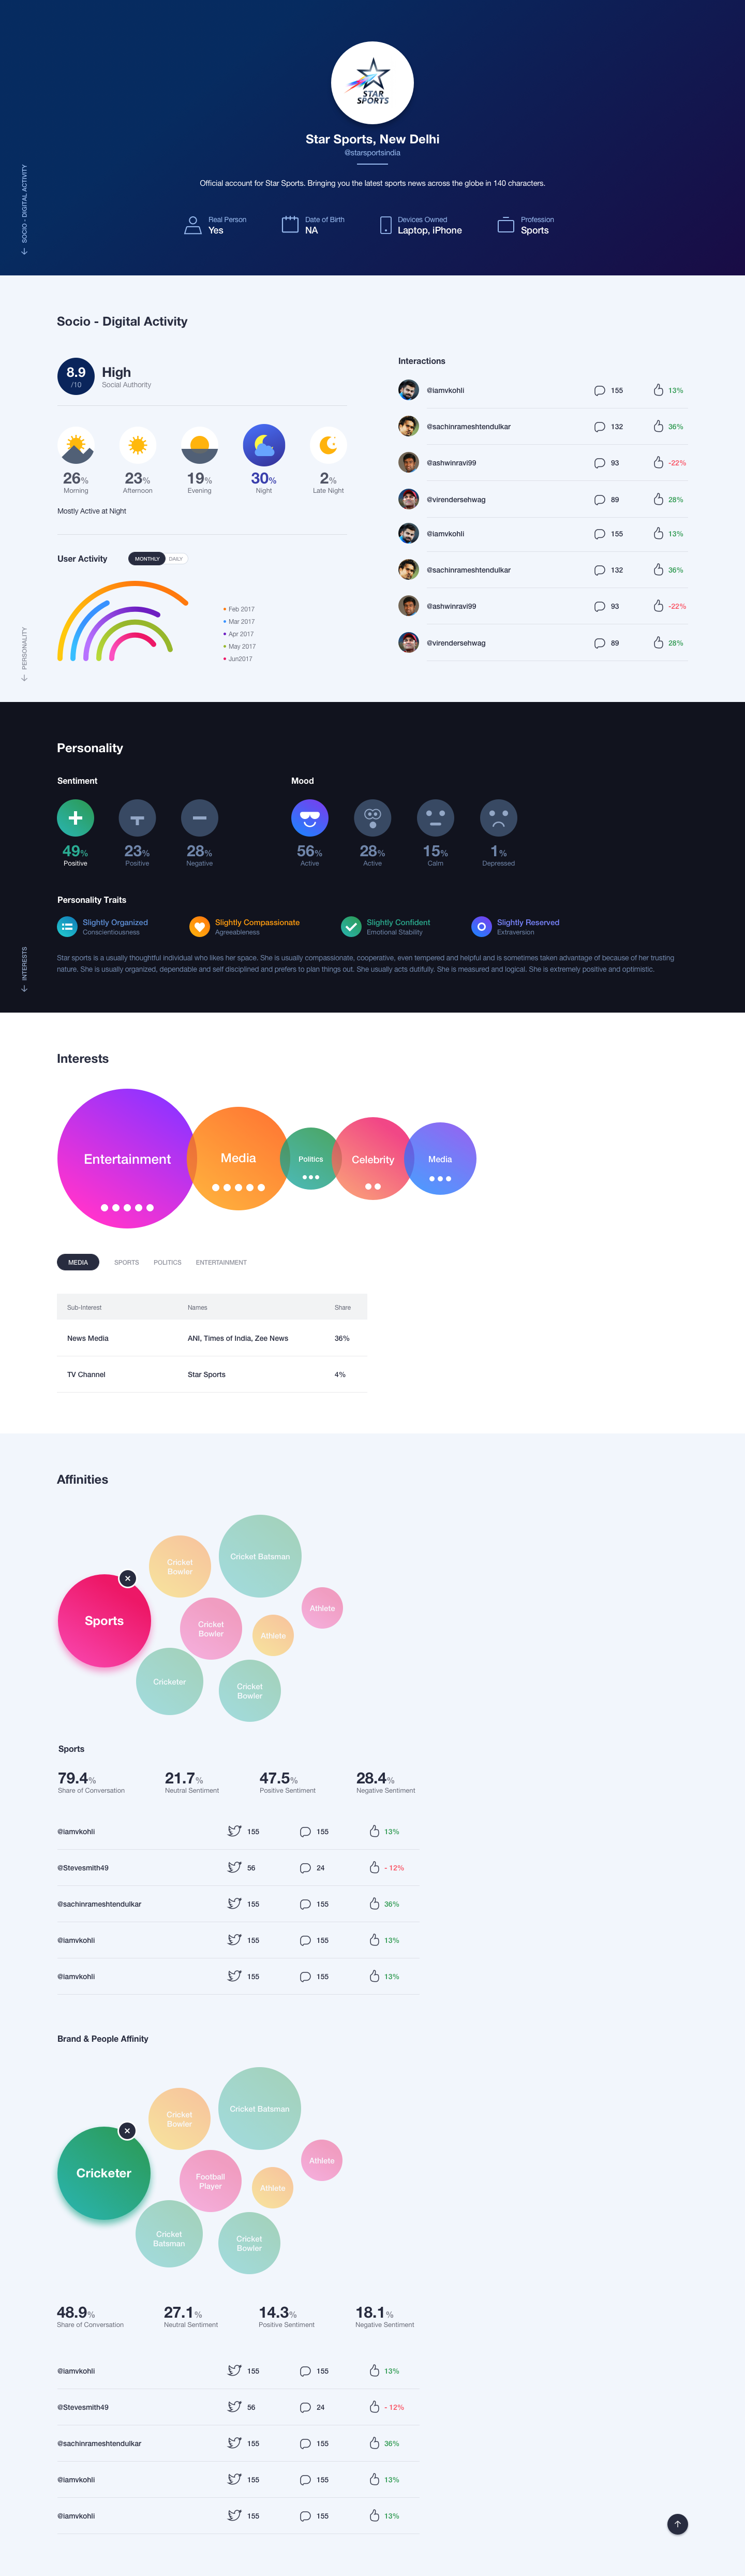 STAR
SPORTS
Star Sports, New Delhi
@starsportsindia
Official account for Star Sports. Bringing you the latest sports news across the globe in 140 characters.
Real Person
Yes
Date of Birth
NA
Devices Owned
Laptop, iPhone
Profession
Sports
SOCIO - DIGITAL ACTIVITY
Socio - Digital Activity
8.9
/10
High
Social Authority
26%
Morning
23%
Afternoon
19%
Evening
30%
Night
2%
Late Night
Mostly Active at Night
User Activity
MONTHLY
DAILY
Feb 2017
Mar 2017
Apr 2017
May 2017
Jun2017
PERSONALITY
Interactions
@iamvkohli 155 13%
@sachinrameshtendulkar 132 36%
@ashwinravi99 93 -22%
@virendersehwag 89 28%
@iamvkohli 155 13%
@sachinrameshtendulkar 132 36%
@ashwinravi99 93 -22%
@virendersehwag 89 28%
Personality
Sentiment
49%
Positive
23%
Positive
28%
Negative
Mood
56%
Active
28%
Active
15%
Calm
1%
Depressed
Personality Traits
Slightly Organized
Conscientiousness
Slightly Compassionate
Agreeableness
Slightly Confident
Emotional Stability
Slightly Reserved
Extraversion
Star sports is a usually thoughtful individual who likes her space. She is usually compassionate, cooperative, even tempered and helpful and is sometimes taken advantage of because of her trusting
nature. She is usually organized, dependable and self disciplined and prefers to plan things out. She usually acts dutifully. She is measured and logical. She is extremely positive and optimistic.
INTERESTS
Interests
Entertainment
Media
Politics
Celebrity
Media
MEDIA SPORTS POLITICS ENTERTAINMENT
Sub-Interest Names Share
News Media ANI, Times of India, Zee News 36%
TV Channel Star Sports 4%
Affinities
Cricket
Bowler
Cricket Batsman
Sports
Cricket
Bowler
Athlete
Athlete
Cricketer
Cricket
Bowler
Sports
79.4%
Share of Conversation
21.7%
Neutral Sentiment
47.5%
Positive Sentiment
28.4%
Negative Sentiment
@iamvkohli 155 155 13%
@Stevesmith49 56 24 - 12%
@sachinrameshtendulkar 155 155 36%
@iamvkohli 155 155 13%
@iamvkohli 155 155 13%
Brand & People Affinity
Cricket
Bowler
Cricket Batsman
Cricketer
Football
Player
Athlete
Athlete
Cricket
Batsman
Cricket
Bowler
48.9%
Share of Conversation
27.1%
Neutral Sentiment
14.3%
Positive Sentiment
18.1%
Negative Sentiment
@iamvkohli 155 155 13%
@Stevesmith49 56 24 - 12%
@sachinrameshtendulkar 155 155 36%
@iamvkohli 155 155 13%
@iamvkohli 155 155 13%